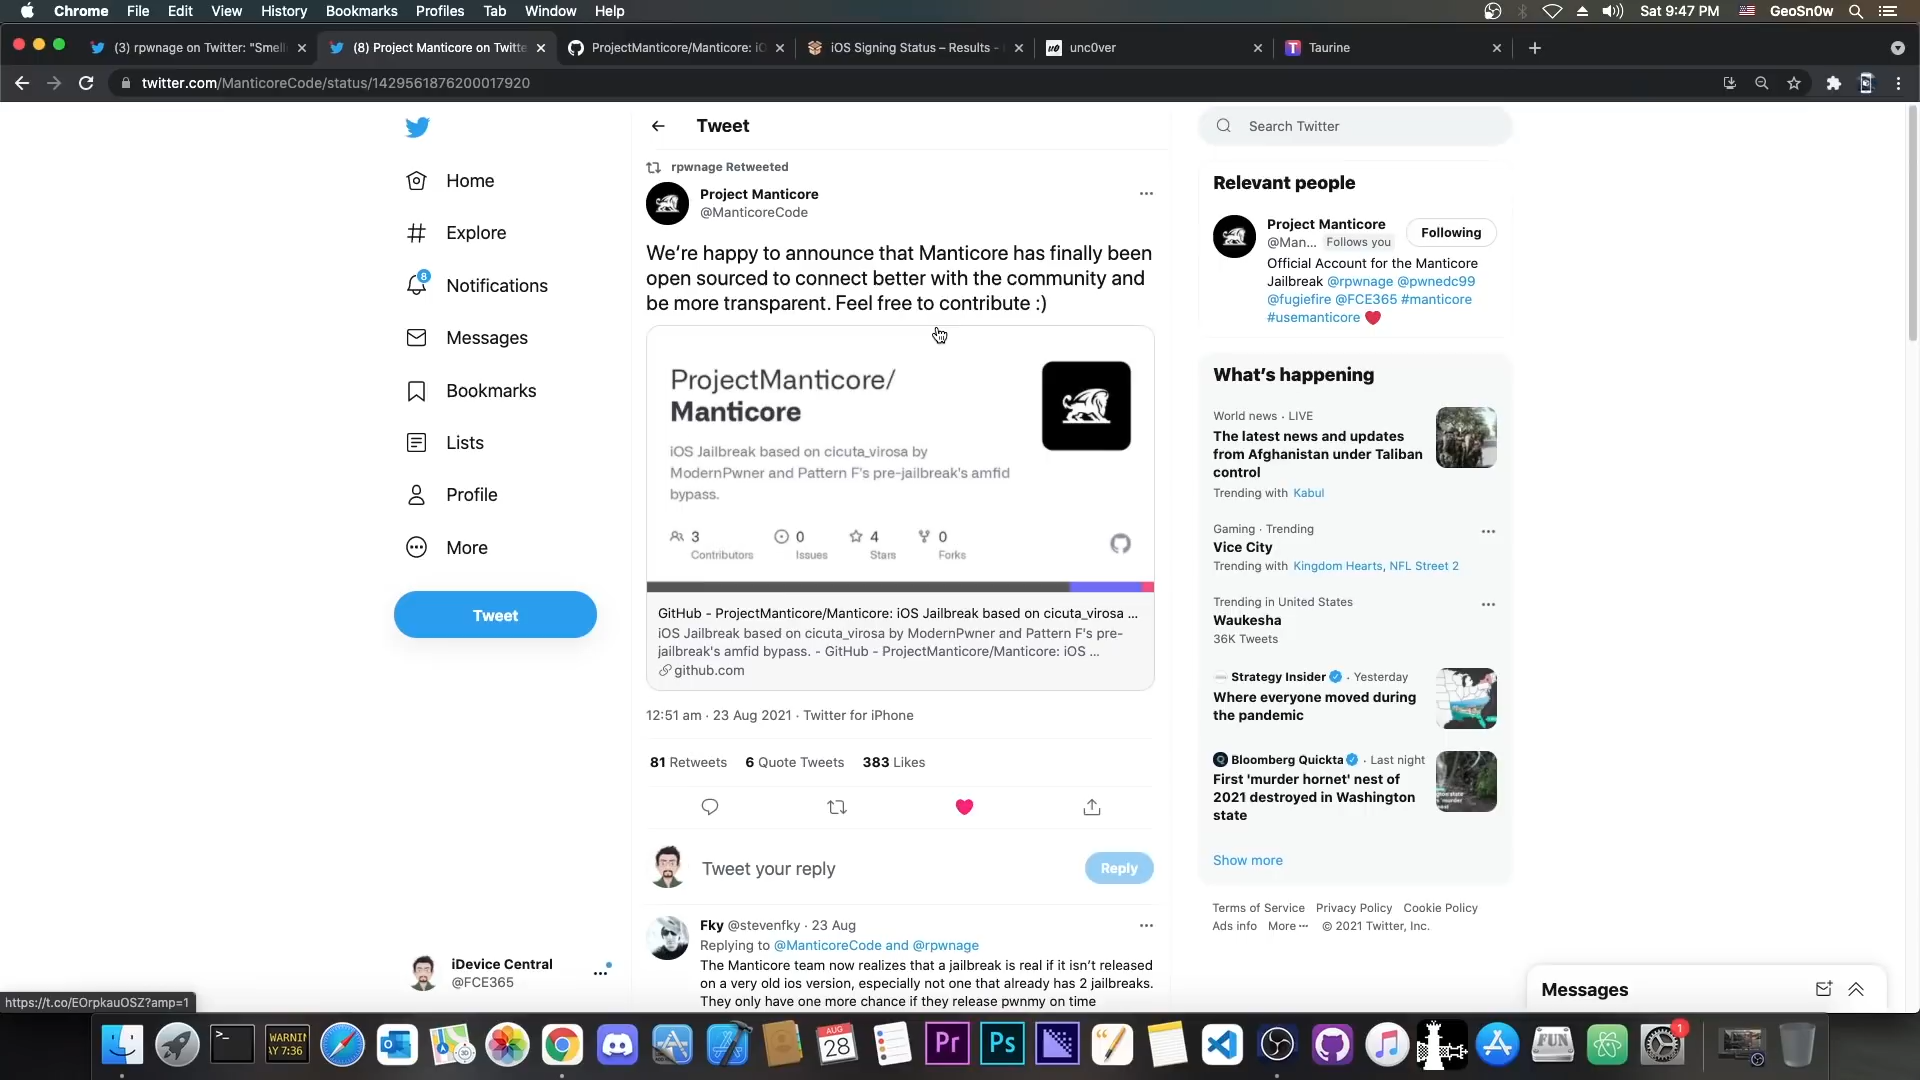 Chrome File Edit View History Bookmarks Profiles Tab Window Help
Sat 9:47 PM GeoSn0w
(3) rpwnage on Twitter: "Smell
(8) Project Manticore on Twitte
ProjectManticore/Manticore: iO
iOS Signing Status – Results -
unc0ver
Taurine
twitter.com/ManticoreCode/status/1429561876200017920
Home
Explore
8
Notifications
Messages
Bookmarks
Lists
Profile
More
Tweet
iDevice Central
@FCE365
https://t.co/EOrpkauOSZ?amp=1
Tweet
rpwnage Retweeted
Project Manticore
@ManticoreCode
We're happy to announce that Manticore has finally been
open sourced to connect better with the community and
be more transparent. Feel free to contribute :)
ProjectManticore/
Manticore
iOS Jailbreak based on cicuta_virosa by
ModernPwner and Pattern F's pre-jailbreak's amfid
bypass.
3 0 4 0
Contributors Issues Stars Forks
GitHub - ProjectManticore/Manticore: iOS Jailbreak based on cicuta_virosa ...
iOS Jailbreak based on cicuta_virosa by ModernPwner and Pattern F's pre-
jailbreak's amfid bypass. - GitHub - ProjectManticore/Manticore: iOS ...
github.com
12:51 am · 23 Aug 2021 · Twitter for iPhone
81 Retweets 6 Quote Tweets 383 Likes
Tweet your reply
Reply
Fky @stevenfky · 23 Aug
Replying to @ManticoreCode and @rpwnage
The Manticore team now realizes that a jailbreak is real if it isn't released
on a very old ios version, especially not one that already has 2 jailbreaks.
They only have one more chance if they release pwnmy on time
Search Twitter
Relevant people
Project Manticore
@Man... Follows you
Following
Official Account for the Manticore
Jailbreak @rpwnage @pwnedc99
@fugiefire @FCE365 #manticore
#usemanticore
What's happening
World news · LIVE
The latest news and updates
from Afghanistan under Taliban
control
Trending with Kabul
Gaming · Trending
Vice City
Trending with Kingdom Hearts, NFL Street 2
Trending in United States
Waukesha
36K Tweets
Strategy Insider · Yesterday
Where everyone moved during
the pandemic
Bloomberg Quickta · Last night
First 'murder hornet' nest of
2021 destroyed in Washington
state
Show more
Terms of Service Privacy Policy Cookie Policy
Ads info More ··· © 2021 Twitter, Inc.
Messages
WARNIN
AY 7:36
AUG
28
Pr
Ps
FUN
1